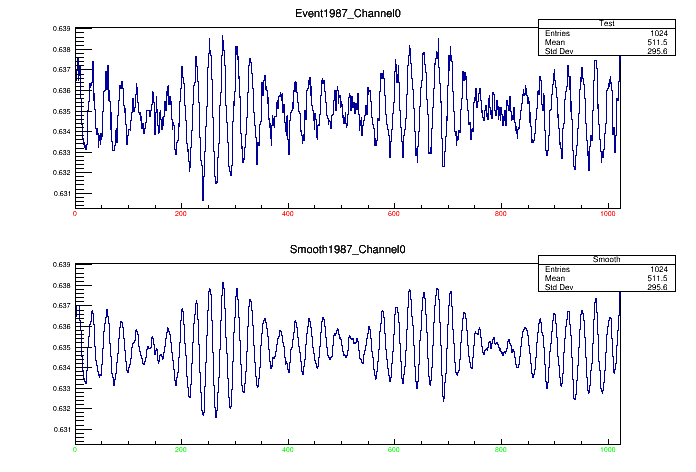 Event1987_Channel0
Test
Entries 1024
Mean 511.5
Std Dev 295.6
0.639
0.638
0.637
0.636
0.635
0.634
0.633
0.632
0.631
0 200 400 600 800 1000
Smooth1987_Channel0
Smooth
Entries 1024
Mean 511.5
Std Dev 295.6
0.639
0.638
0.637
0.636
0.635
0.634
0.633
0.632
0.631
0 200 400 600 800 1000